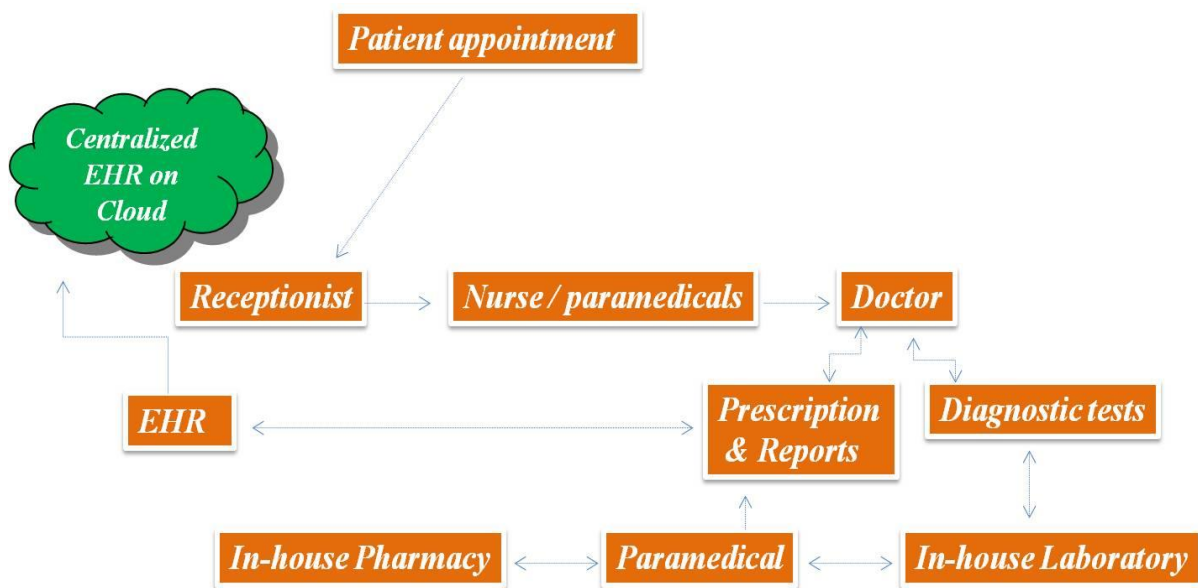 Patient appointment
Centralized
EHR on
Cloud
Receptionist
Nurse / paramedicals
Doctor
EHR
Prescription
& Reports
Diagnostic tests
In-house Pharmacy
Paramedical
In-house Laboratory